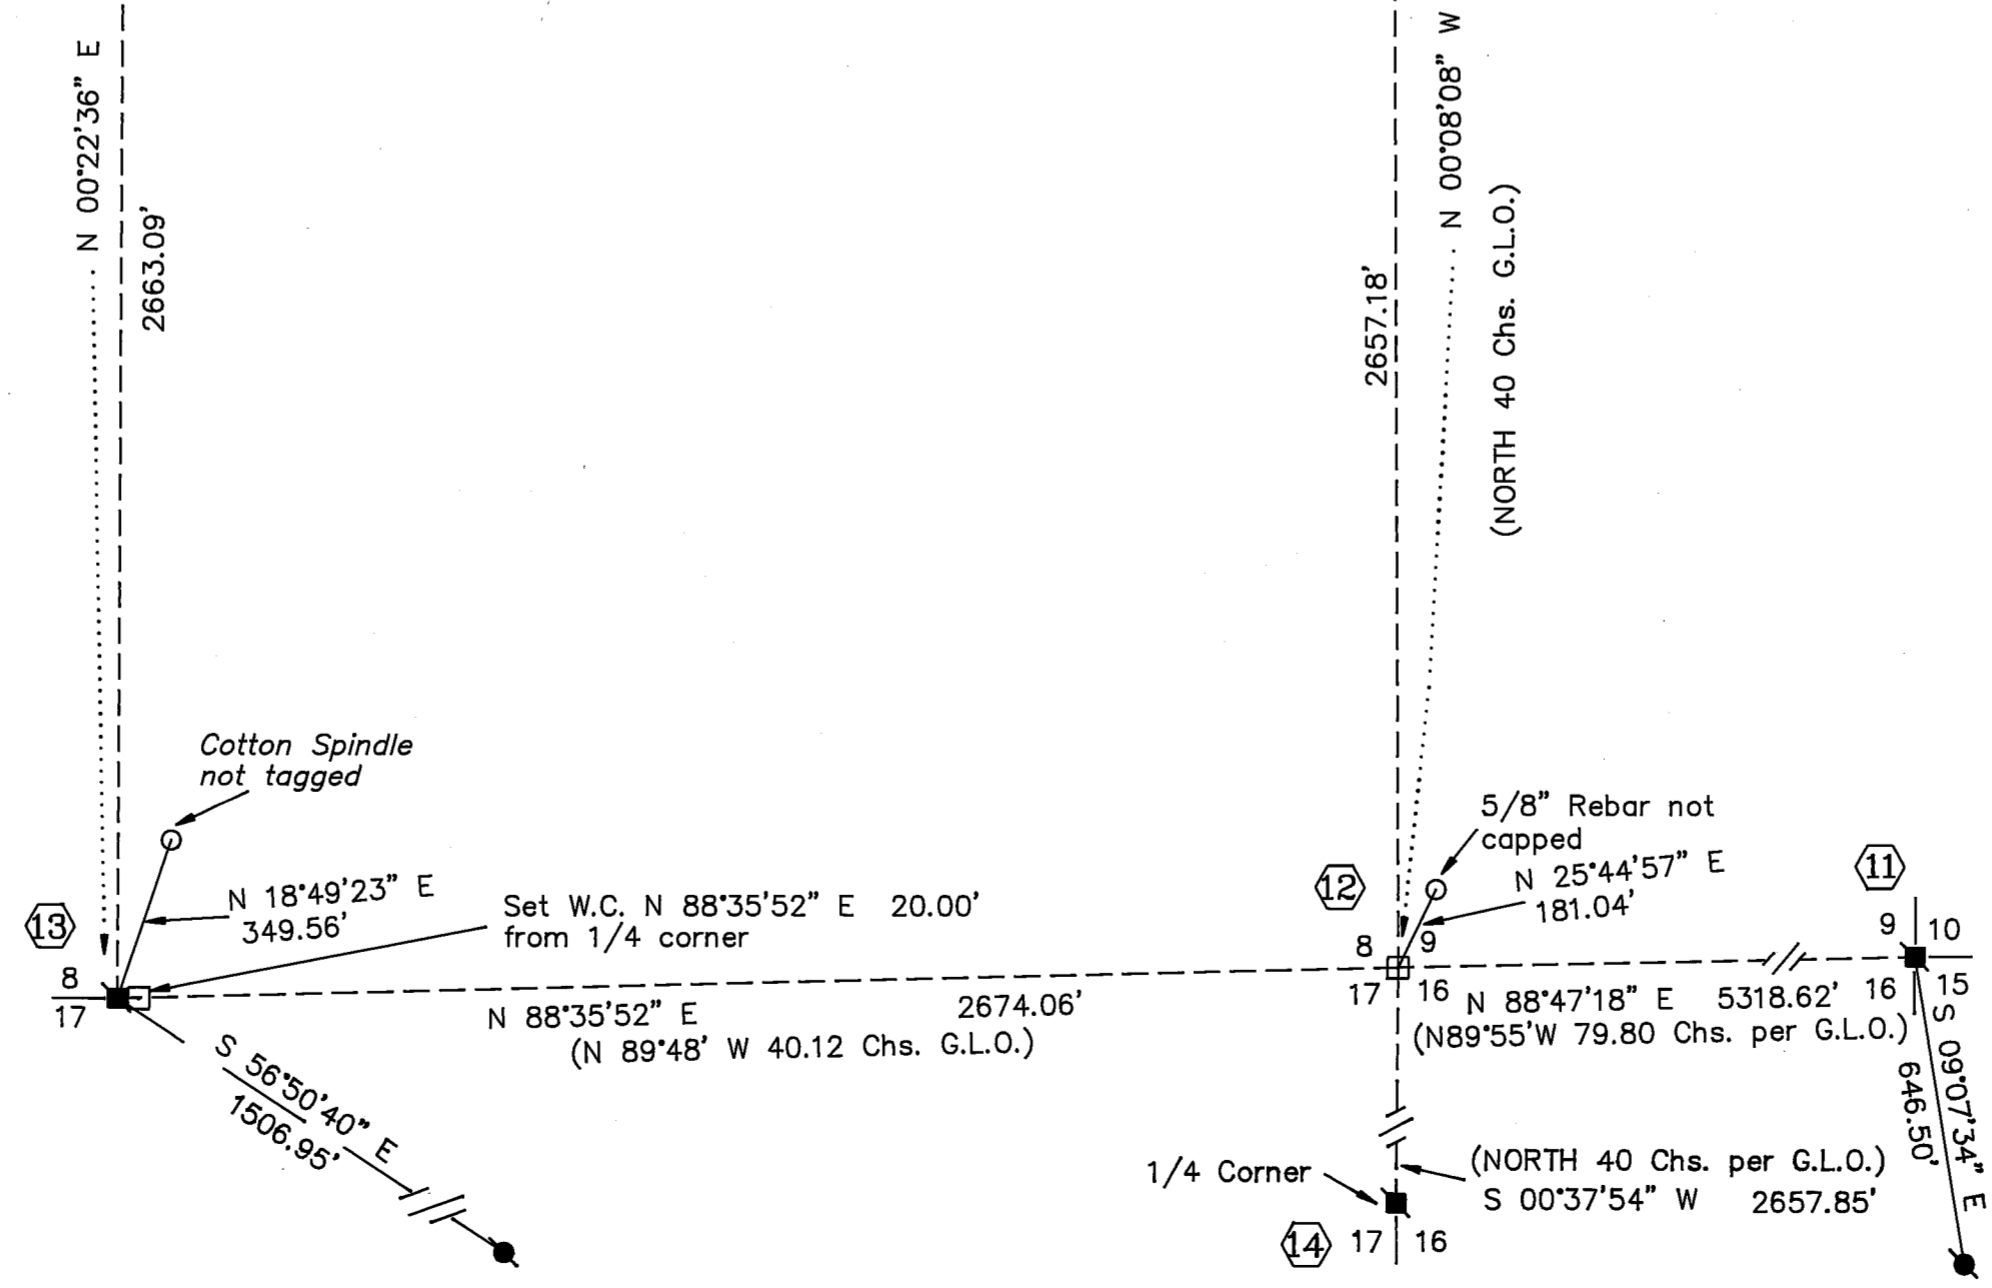 N 00°22'36" E
2663.09'
N 00°08'08" W
(NORTH 40 Chs. G.L.O.)
2657.18'
Cotton Spindle
not tagged
N 18°49'23" E
349.56'
Set W.C. N 88°35'52" E 20.00'
from 1/4 corner
5/8" Rebar not
capped
N 25°44'57" E
181.04'
13
12
11
8
17
8
9
17
16
9
10
16
15
N 88°35'52" E 2674.06'
(N 89°48' W 40.12 Chs. G.L.O.)
N 88°47'18" E 5318.62'
(N89°55'W 79.80 Chs. per G.L.O.)
S 56°50'40" E
1506.95'
S 09°07'34" E
646.50'
1/4 Corner
(NORTH 40 Chs. per G.L.O.)
S 00°37'54" W 2657.85'
14
17
16